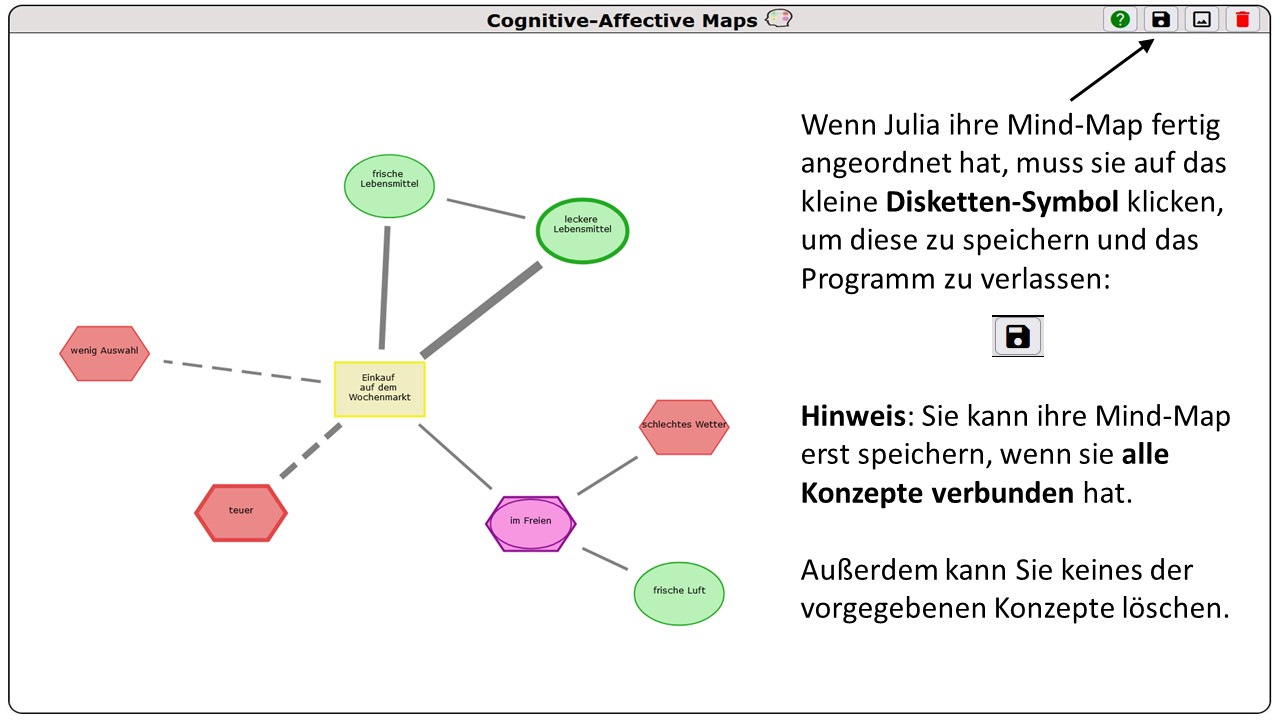 Cognitive-Affective Maps
Wenn Julia ihre Mind-Map fertig
angeordnet hat, muss sie auf das
kleine Disketten-Symbol klicken,
um diese zu speichern und das
Programm zu verlassen:
Hinweis: Sie kann ihre Mind-Map
erst speichern, wenn sie alle
Konzepte verbunden hat.
Außerdem kann Sie keines der
vorgegebenen Konzepte löschen.
frische
Lebensmittel
leckere
Lebensmittel
wenig Auswahl
Einkauf
auf dem
Wochenmarkt
schlechtes Wetter
teuer
im Freien
frische Luft